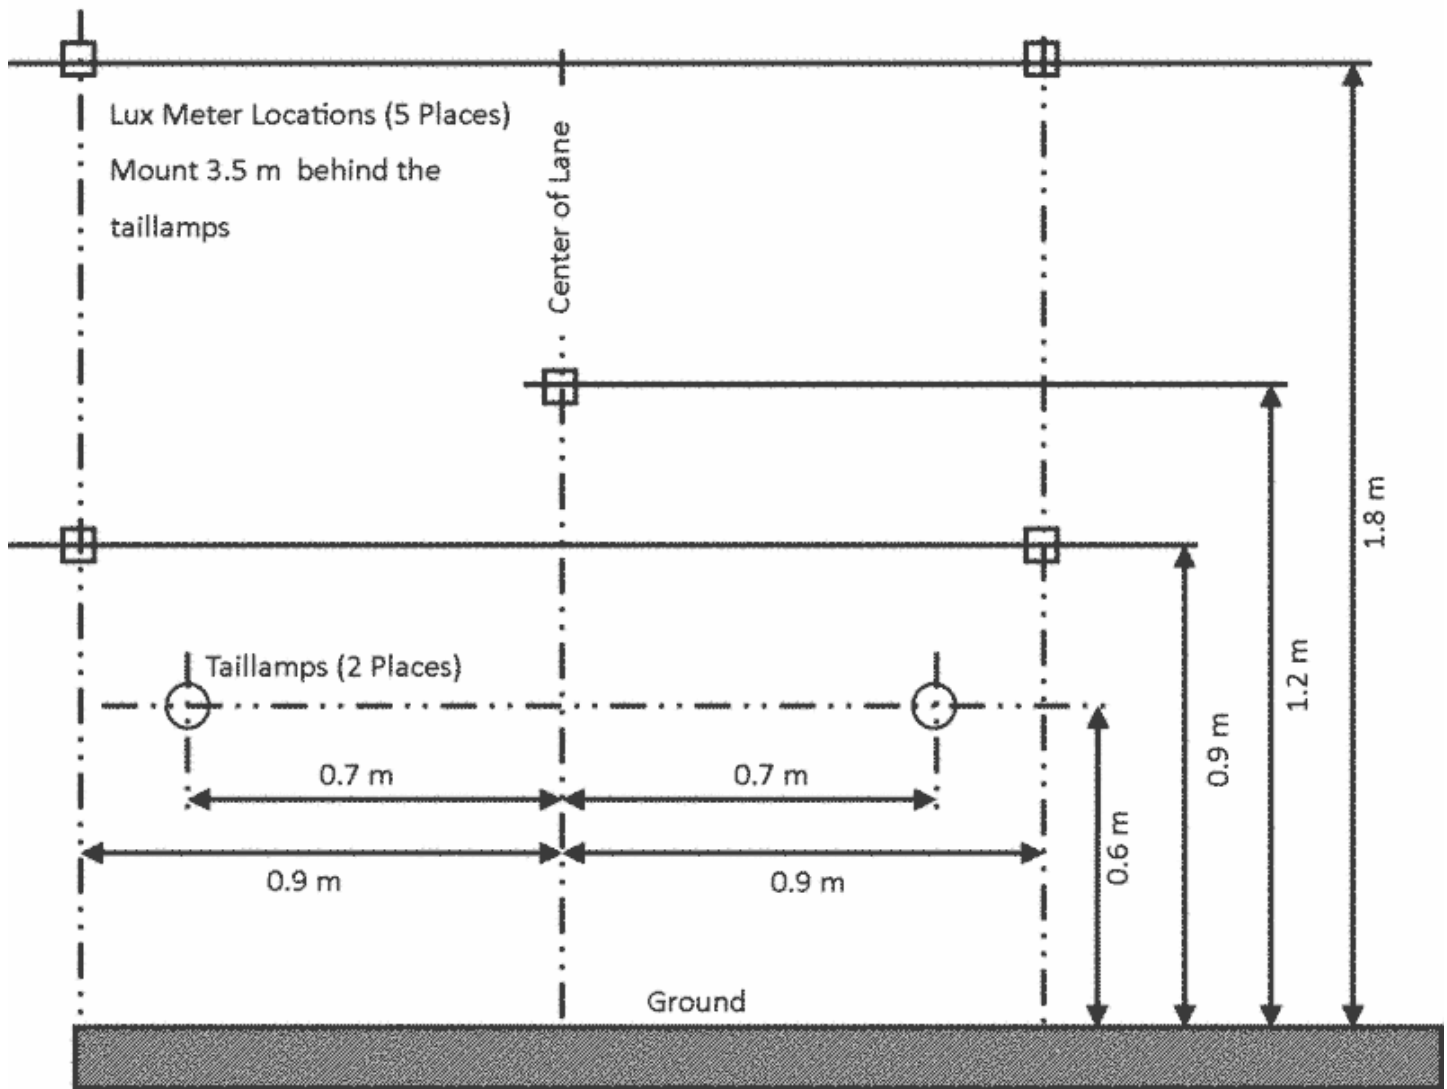 Lux Meter Locations (5 Places)
Mount 3.5 m behind the
taillamps
Center of Lane
1.8 m
1.2 m
Taillamps (2 Places)
0.9 m
0.7 m
0.7 m
0.6 m
0.9 m
0.9 m
Ground